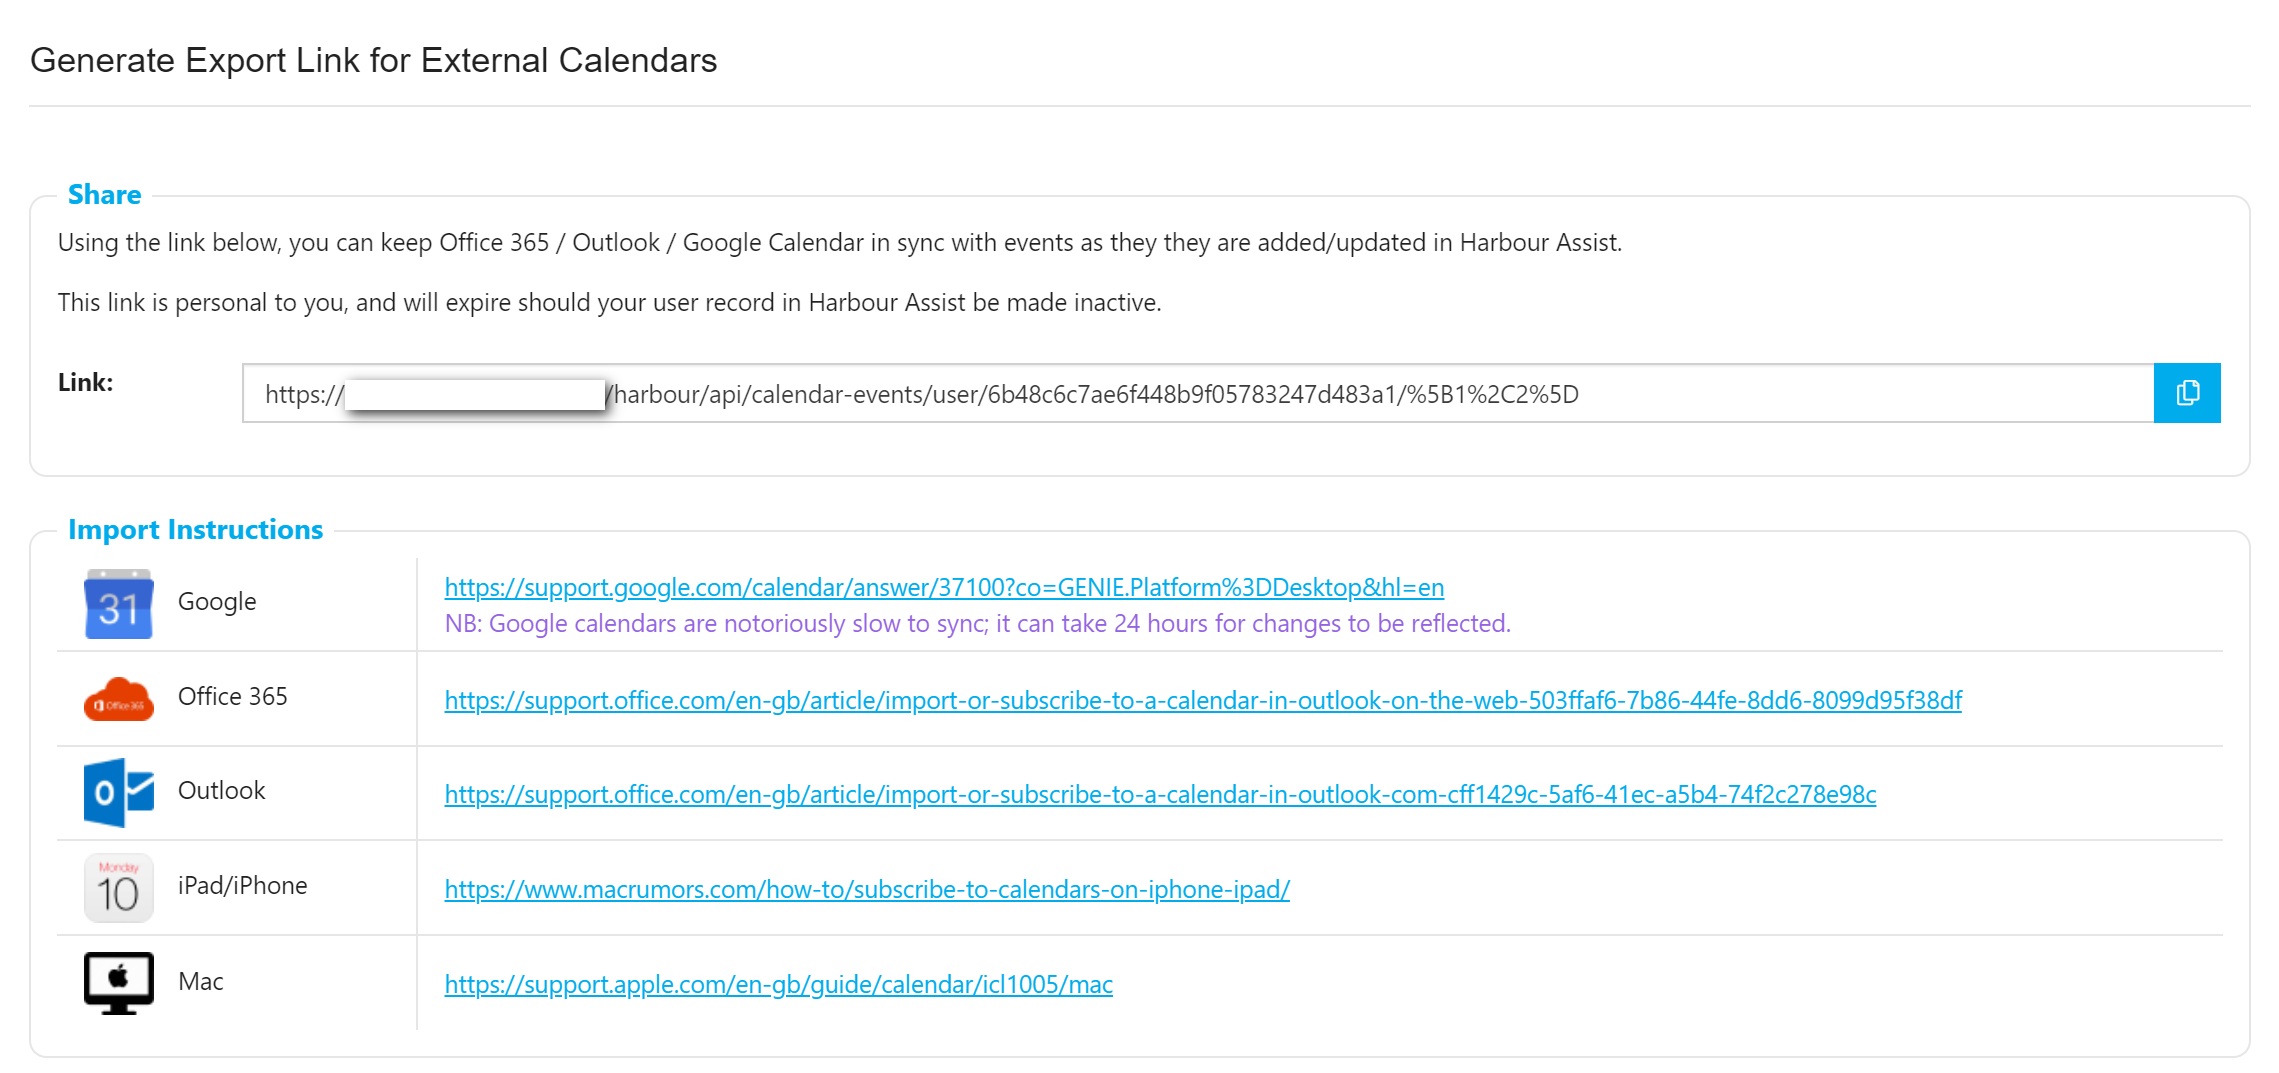 Generate Export Link for External Calendars
Share
Using the link below, you can keep Office 365 / Outlook / Google Calendar in sync with events as they they are added/updated in Harbour Assist.
This link is personal to you, and will expire should your user record in Harbour Assist be made inactive.
Link: https:// /harbour/api/calendar-events/user/6b48c6c7ae6f448b9f05783247d483a1/%5B1%2C2%5D
Import Instructions
31 Google https://support.google.com/calendar/answer/37100?co=GENIE.Platform%3DDesktop&hl=en
NB: Google calendars are notoriously slow to sync; it can take 24 hours for changes to be reflected.
Office 365 Office 365 https://support.office.com/en-gb/article/import-or-subscribe-to-a-calendar-in-outlook-on-the-web-503ffaf6-7b86-44fe-8dd6-8099d95f38df
O Outlook https://support.office.com/en-gb/article/import-or-subscribe-to-a-calendar-in-outlook-com-cff1429c-5af6-41ec-a5b4-74f2c278e98c
Monday
10 iPad/iPhone https://www.macrumors.com/how-to/subscribe-to-calendars-on-iphone-ipad/
Mac https://support.apple.com/en-gb/guide/calendar/icl1005/mac